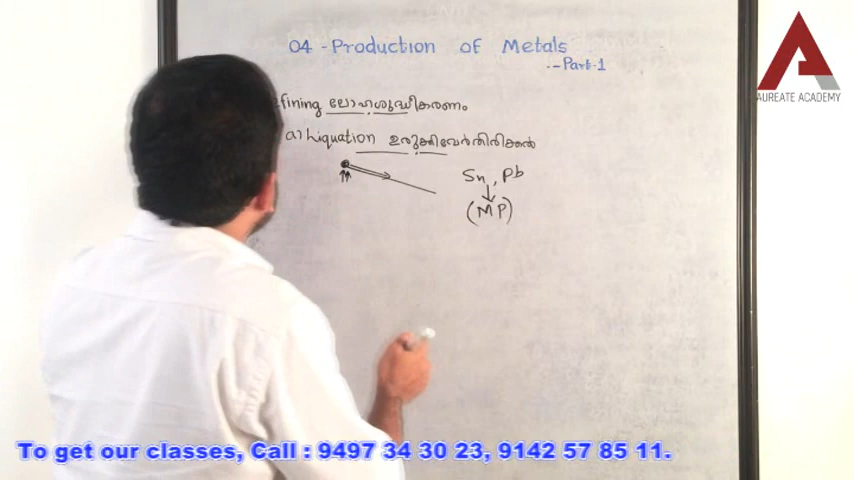 04 - Production of Metals
-- Part-1
AUREATE ACADEMY
efining ലോഹശുദ്ധീകരണം
a) Liquation ഉരുക്കിവേർതിരിക്കൽ
Sn, Pb
(MP)
To get our classes, Call : 9497 34 30 23, 9142 57 85 11.